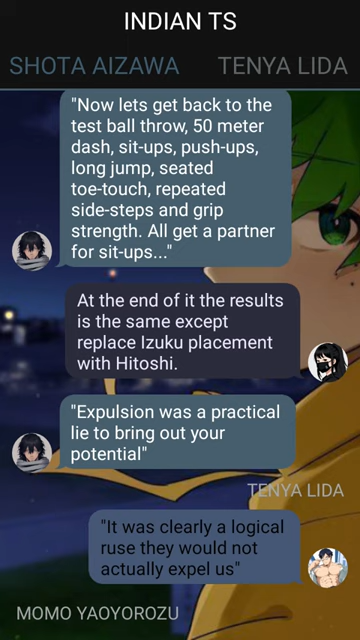 INDIAN TS
SHOTA AIZAWA TENYA LIDA
"Now lets get back to the
test ball throw, 50 meter
dash, sit-ups, push-ups,
long jump, seated
toe-touch, repeated
side-steps and grip
strength. All get a partner
for sit-ups..."
At the end of it the results
is the same except
replace Izuku placement
with Hitoshi.
"Expulsion was a practical
lie to bring out your
potential"
TENYA LIDA
"It was clearly a logical
ruse they would not
actually expel us"
MOMO YAOYOROZU